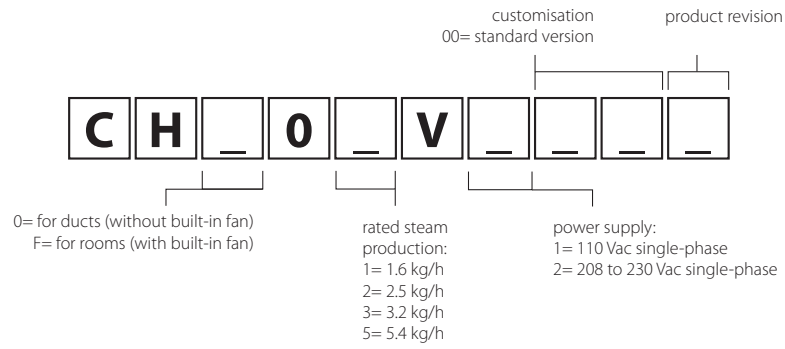 customisation
00= standard version
product revision
C H _ 0 _ V _ _ _ _
0= for ducts (without built-in fan)
F= for rooms (with built-in fan)
rated steam
production:
1= 1.6 kg/h
2= 2.5 kg/h
3= 3.2 kg/h
5= 5.4 kg/h
power supply:
1= 110 Vac single-phase
2= 208 to 230 Vac single-phase